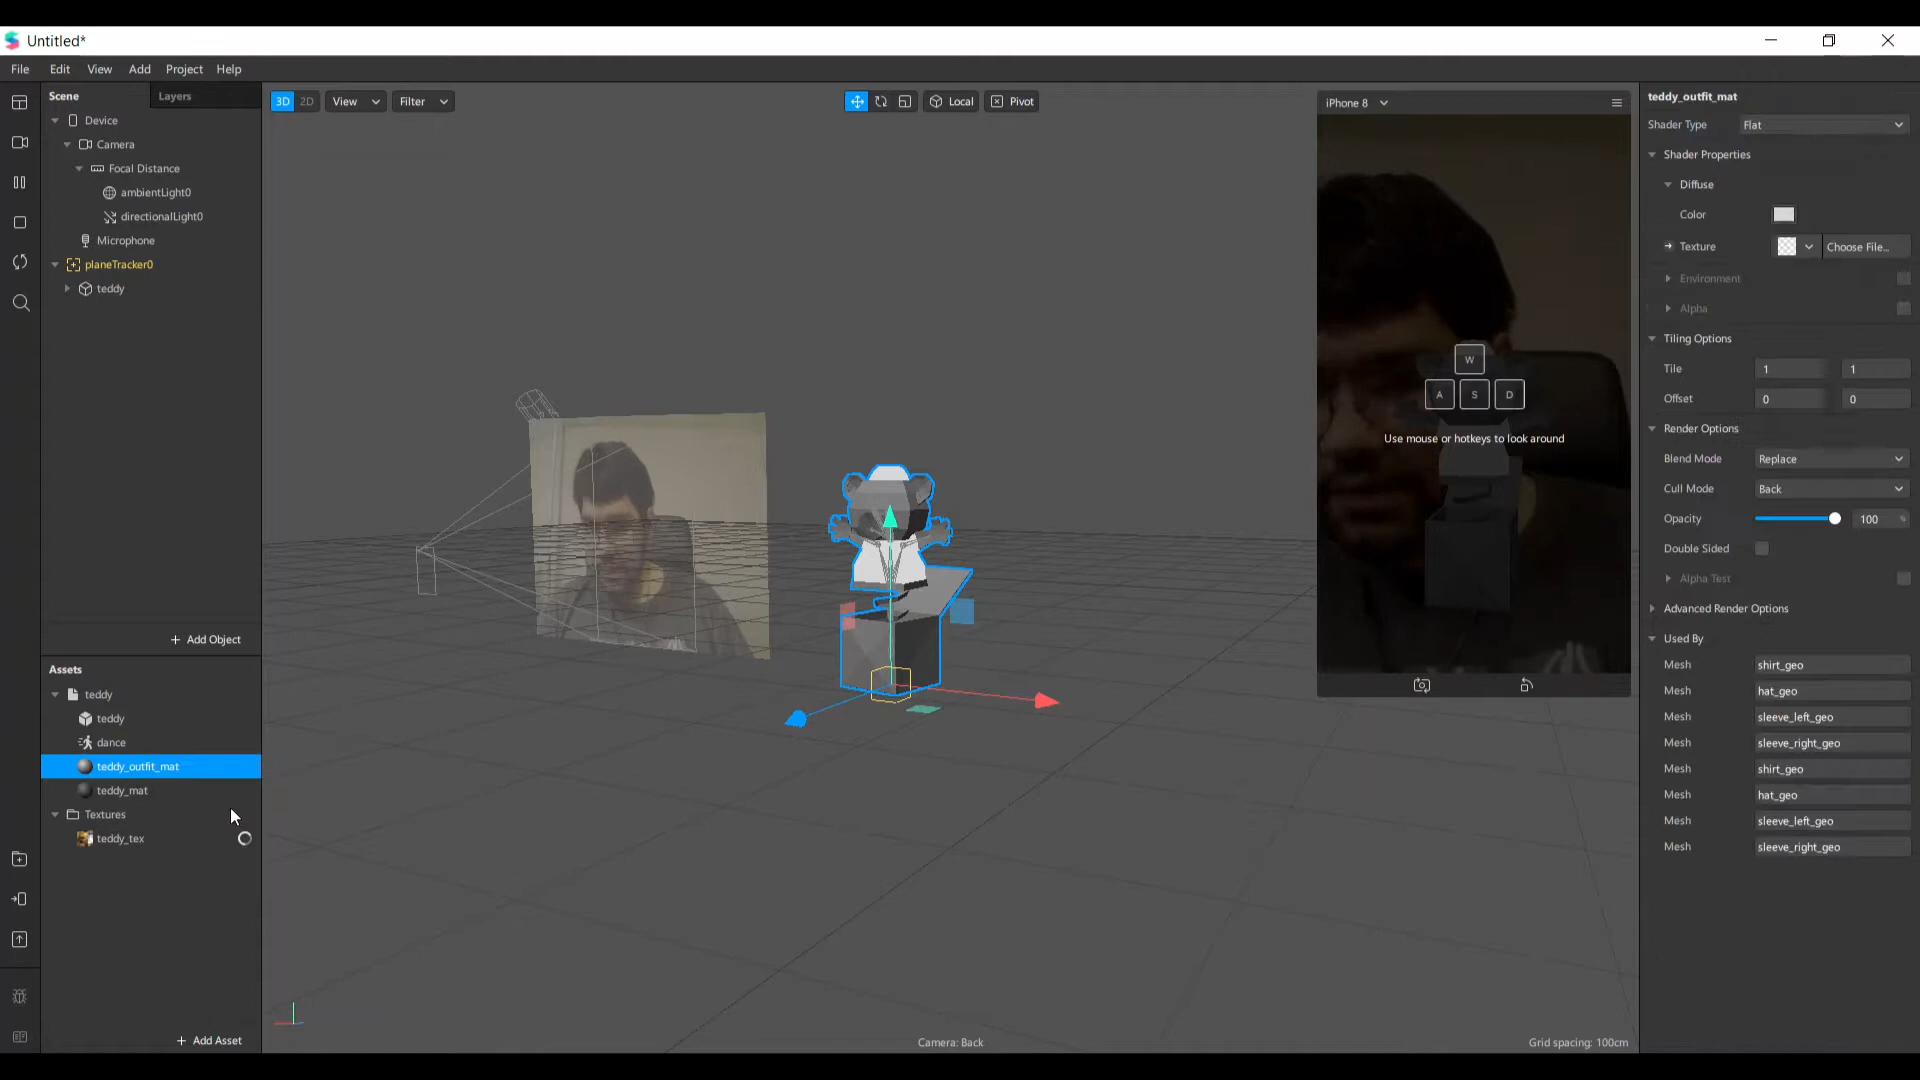 Untitled*
File Edit View Add Project Help
Scene Layers
Device
Camera
Focal Distance
ambientLight0
directionalLight0
Microphone
planeTracker0
teddy
+ Add Object
Assets
teddy
teddy
dance
teddy_outfit_mat
teddy_mat
Textures
teddy_tex
+ Add Asset
3D 2D View Filter Local Pivot
Camera: Back
Grid spacing: 100cm
iPhone 8
W
A S D
Use mouse or hotkeys to look around
teddy_outfit_mat
Shader Type Flat
Shader Properties
Diffuse
Color
Texture Choose File...
Environment
Alpha
Tiling Options
Tile 1 1
Offset 0 0
Render Options
Blend Mode Replace
Cull Mode Back
Opacity 100 %
Double Sided
Alpha Test
Advanced Render Options
Used By
Mesh shirt_geo
Mesh hat_geo
Mesh sleeve_left_geo
Mesh sleeve_right_geo
Mesh shirt_geo
Mesh hat_geo
Mesh sleeve_left_geo
Mesh sleeve_right_geo